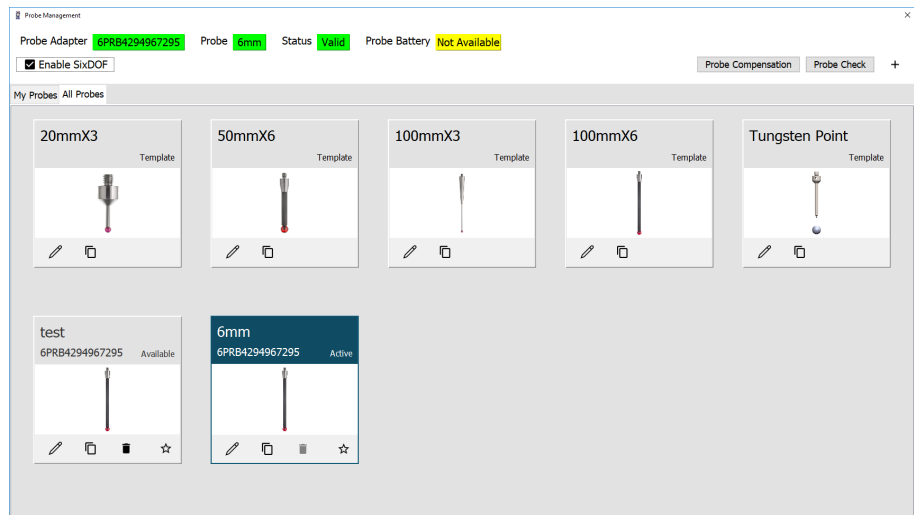 Probe Management
Probe Adapter 6PRB4294967295 Probe 6mm Status Valid Probe Battery Not Available
Enable SixDOF Probe Compensation Probe Check +
My Probes All Probes
20mmX3 50mmX6 100mmX3 100mmX6 Tungsten Point
Template Template Template Template Template
test 6mm
6PRB4294967295 Available 6PRB4294967295 Active